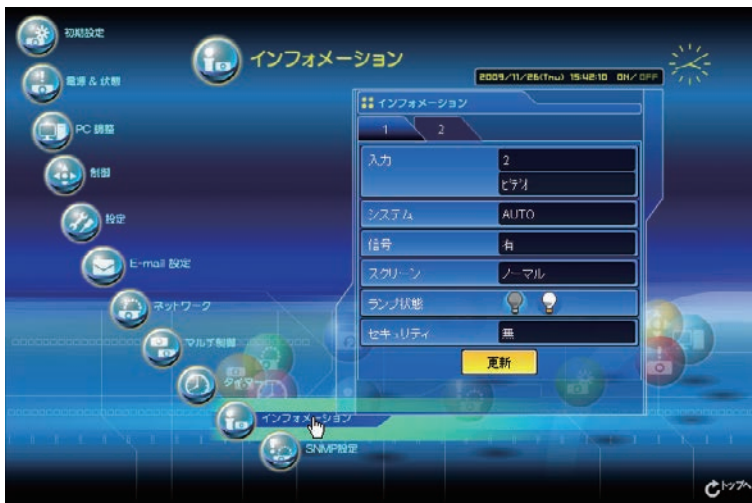 初期設定
電源 & 状態
PC 調整
制御
設定
E-mail 設定
ネットワーク
マルチ制御
タイマー
インフォメーション
SNMP設定
インフォメーション
2009/11/26(Thu) 15:42:10 ON/OFF
インフォメーション
1 2
入力 2
ビデオ
システム AUTO
信号 有
スクリーン ノーマル
ランプ状態
セキュリティ 無
更新
トップへ